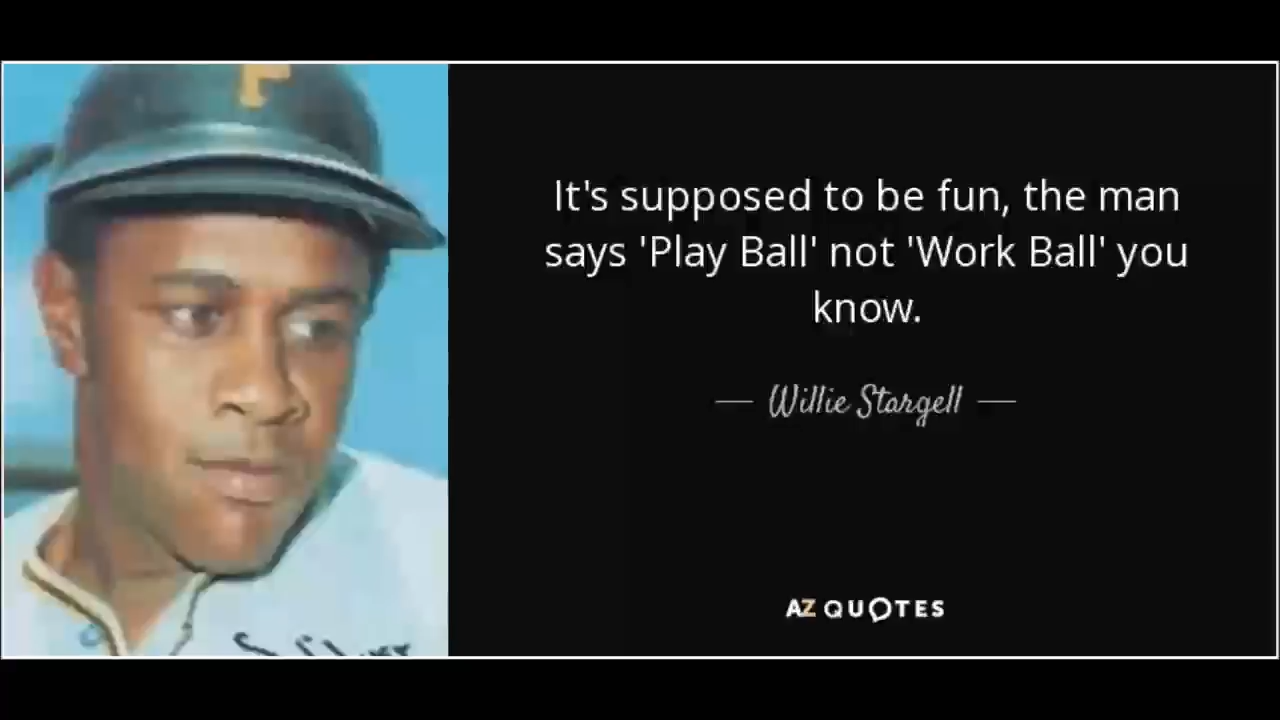 It's supposed to be fun, the man
says 'Play Ball' not 'Work Ball' you
know.
— Willie Stargell —
AZ QUOTES